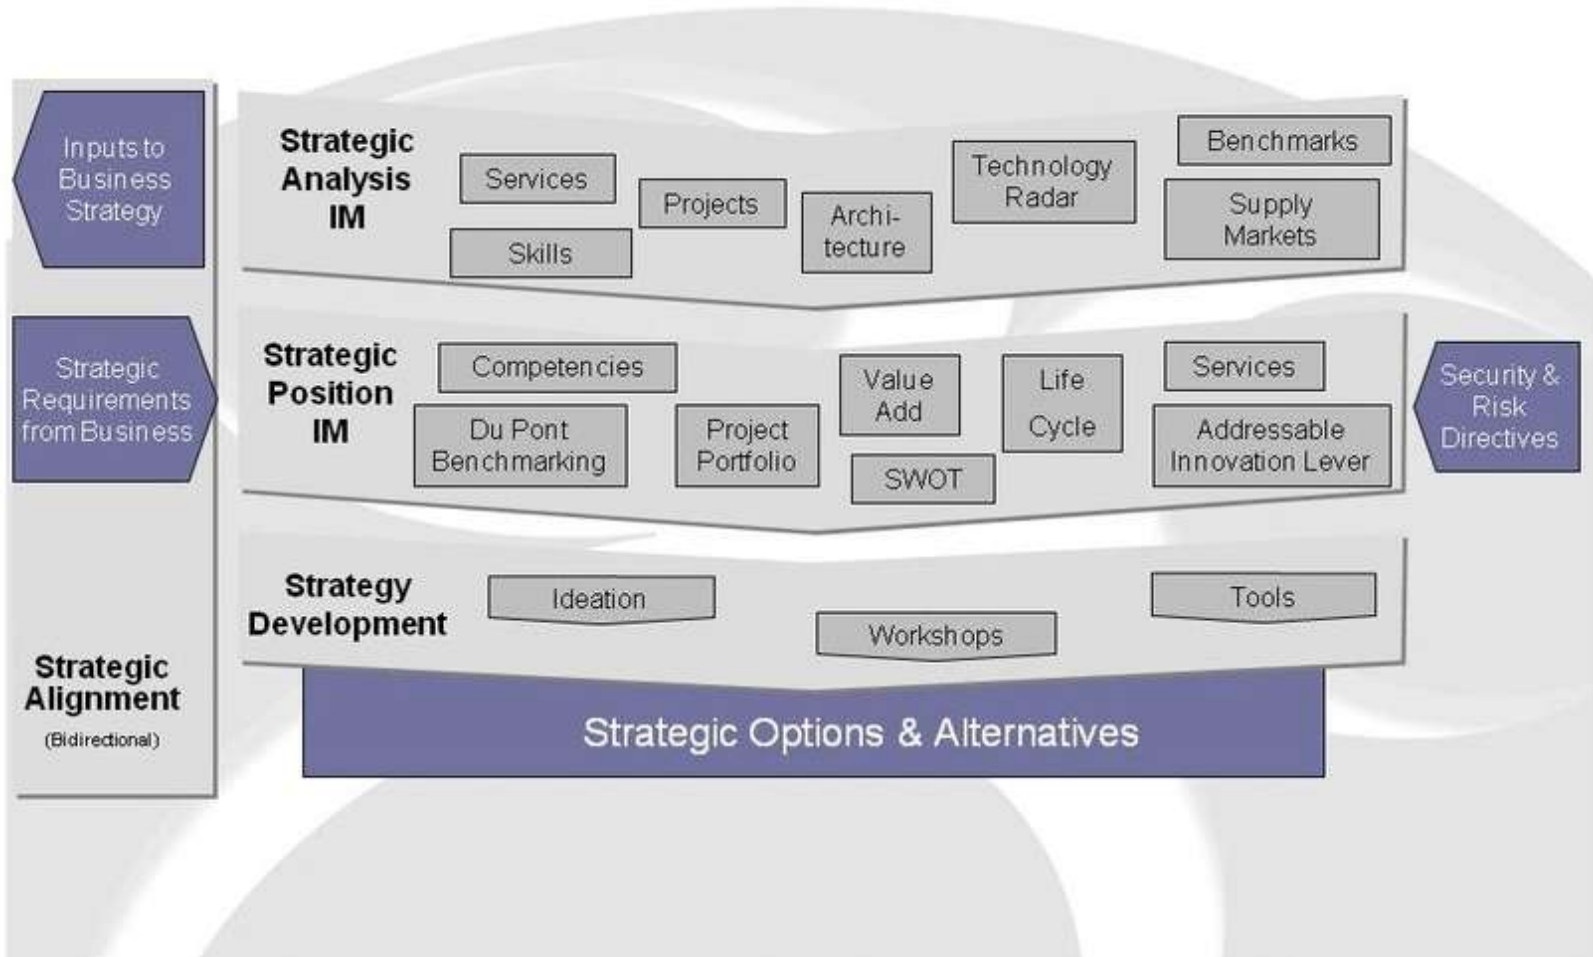 Inputs to
Business
Strategy
Strategic
Requirements
from Business
Strategic
Alignment
(Bidirectional)
Strategic
Analysis
IM
Services
Skills
Projects
Archi-
tecture
Technology
Radar
Benchmarks
Supply
Markets
Strategic
Position
IM
Competencies
Du Pont
Benchmarking
Project
Portfolio
Value
Add
SWOT
Life
Cycle
Services
Addressable
Innovation Lever
Security &
Risk
Directives
Strategy
Development
Ideation
Workshops
Tools
Strategic Options & Alternatives